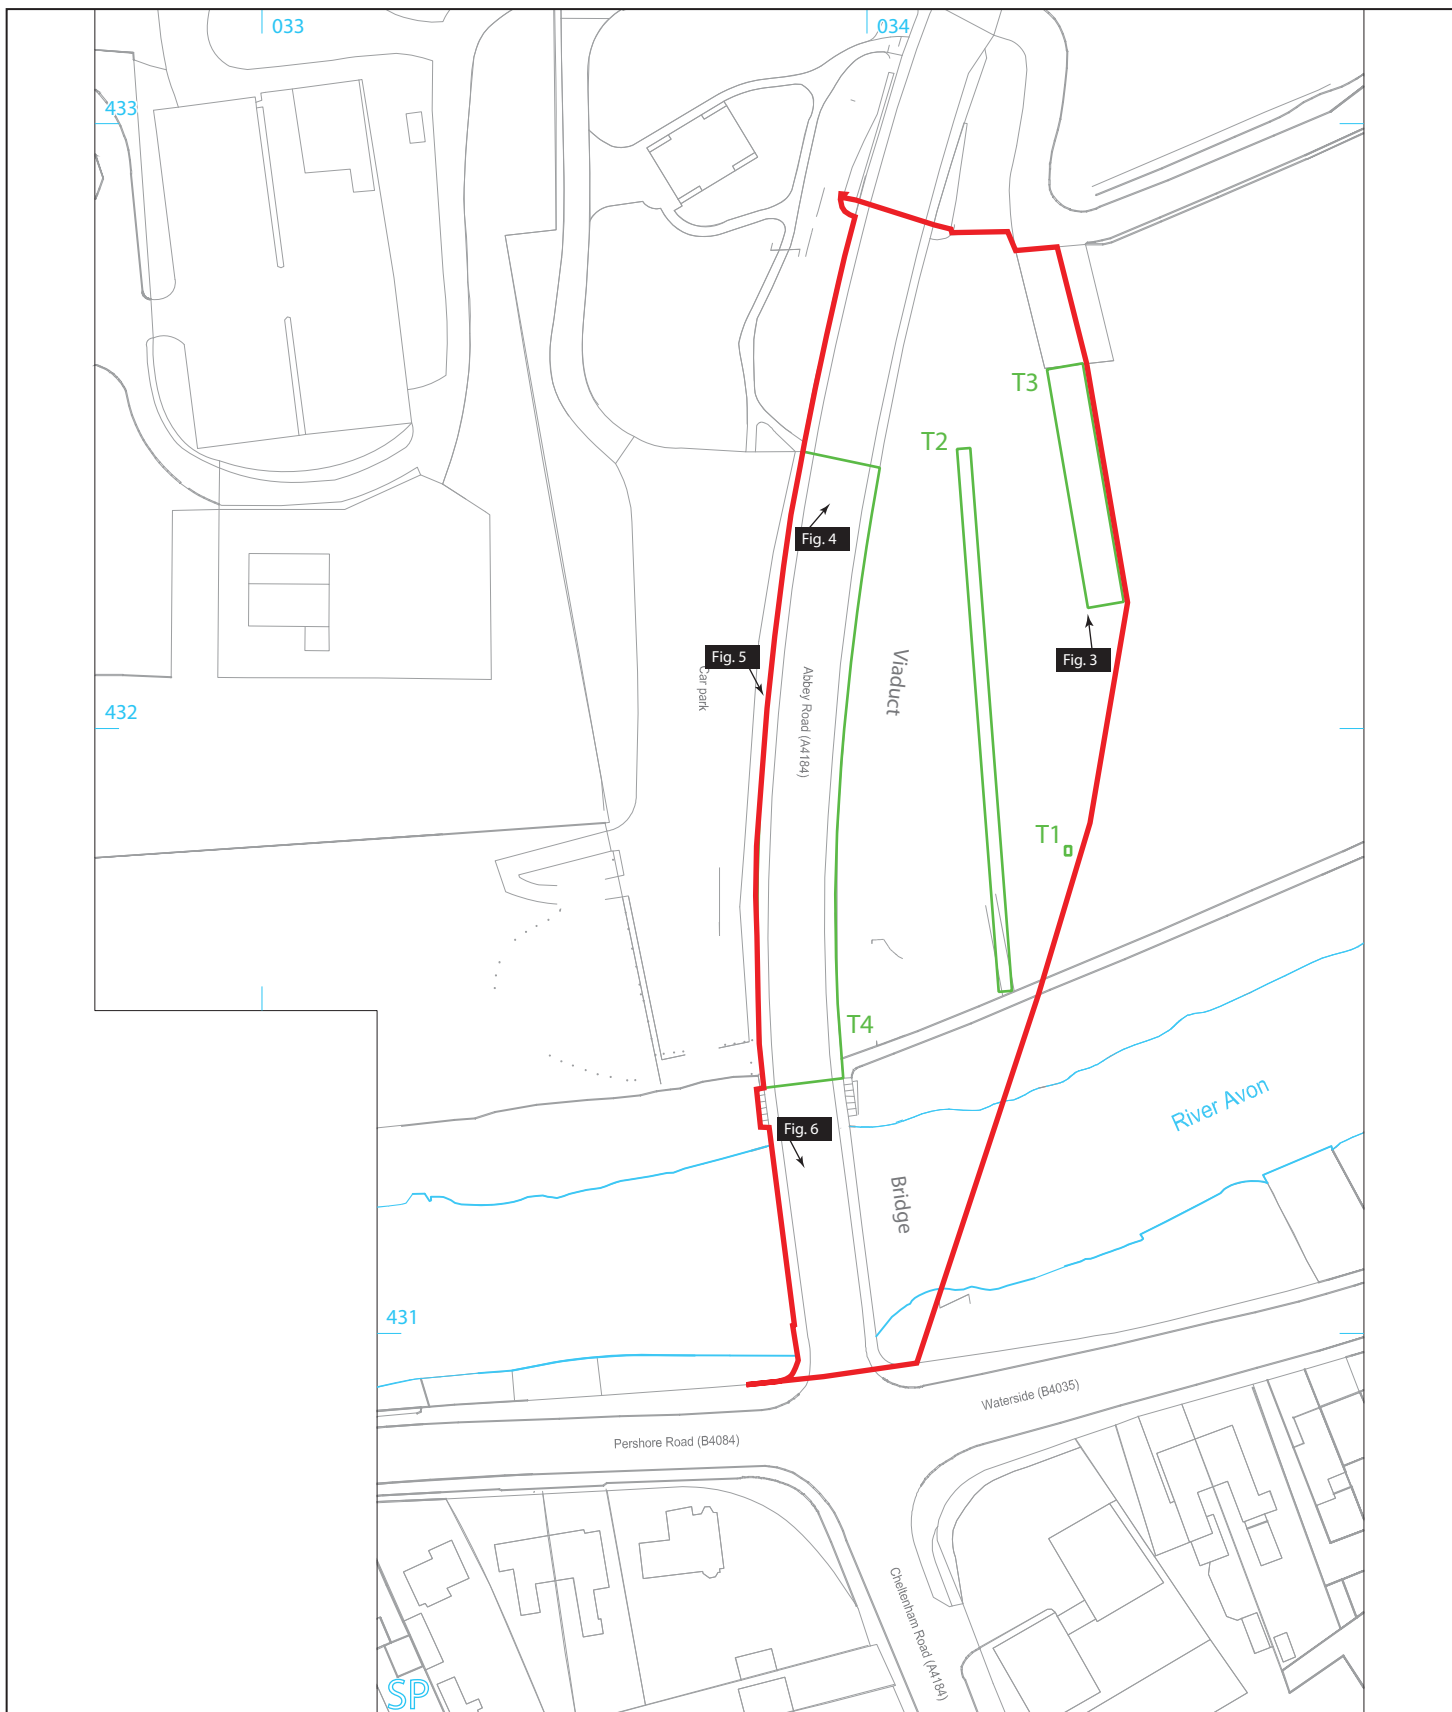 033
034
433
T3
T2
Fig. 4
Fig. 5
Viaduct
Fig. 3
Car park
Abbey Road (A4184)
432
T1
T4
River Avon
Fig. 6
Bridge
431
Waterside (B4035)
Pershore Road (B4084)
Cheltenham Road (A4184)
SP